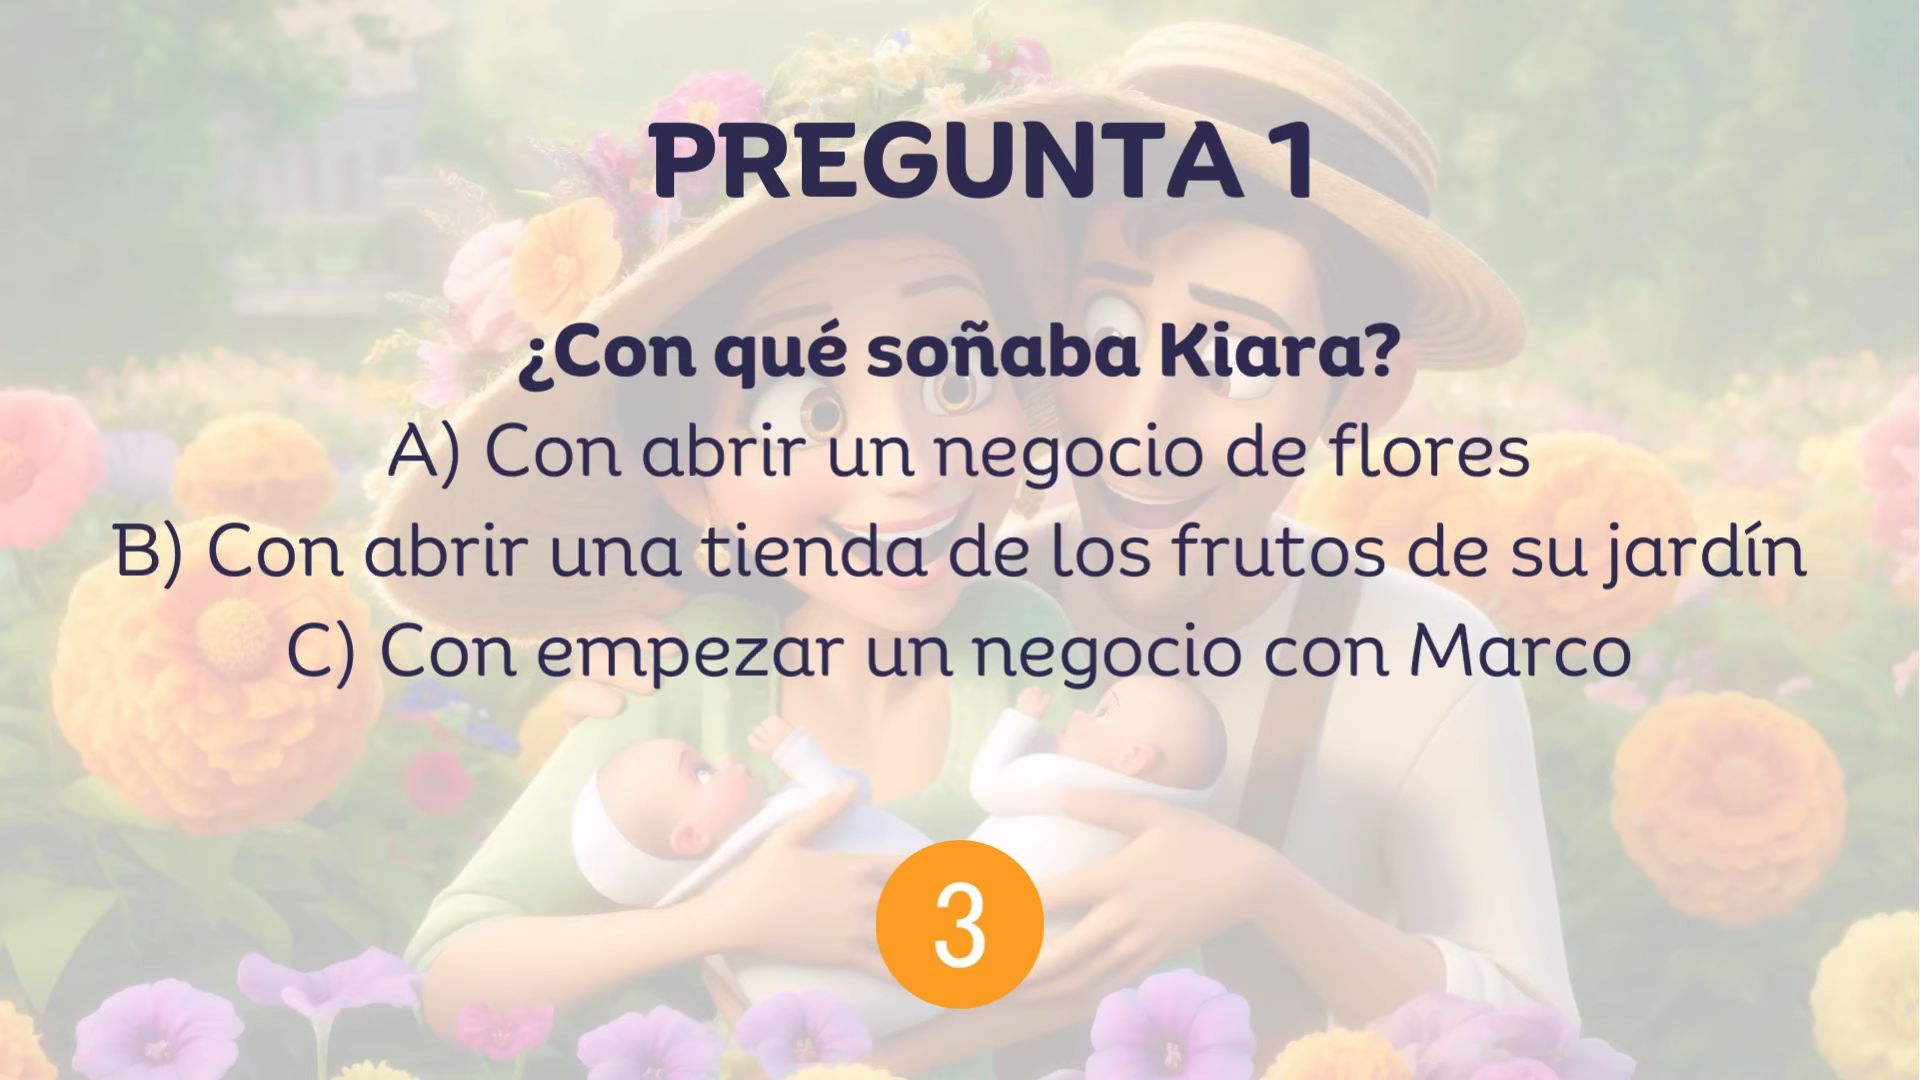 PREGUNTA 1
¿Con qué soñaba Kiara?
A) Con abrir un negocio de flores
B) Con abrir una tienda de los frutos de su jardín
C) Con empezar un negocio con Marco
3